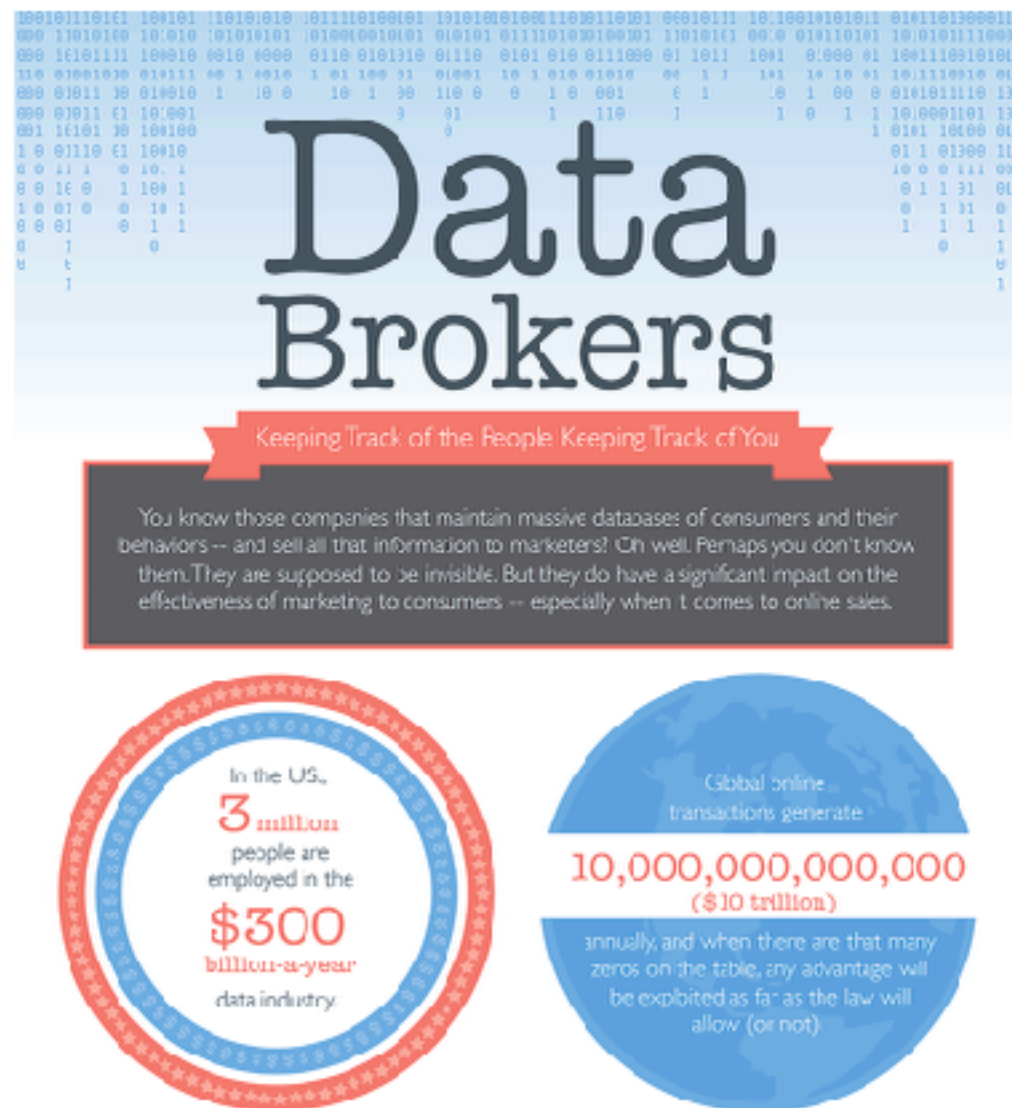 Data
Brokers
Keeping Track of the People Keeping Track of You
You know those companies that maintain massive databases of consumers and their
behaviors -- and sell all that information to marketers? Oh well. Perhaps you don't know
them. They are supposed to be invisible. But they do have a significant impact on the
effectiveness of marketing to consumers -- especially when it comes to online sales.
In the US.,
3 million
people are
employed in the
$300
billion-a-year
data industry.
Global online
transactions generate
10,000,000,000,000
($10 trillion)
annually, and when there are that many
zeros on the table, any advantage will
be exploited as far as the law will
allow (or not)